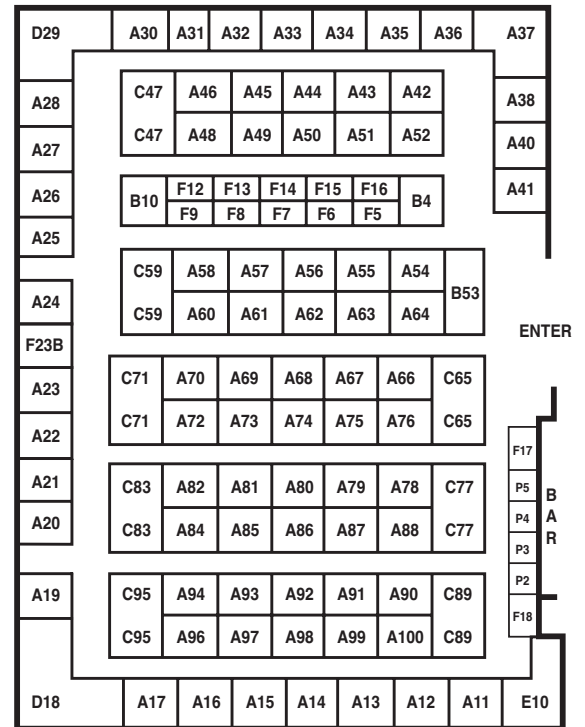 D29 A30 A31 A32 A33 A34 A35 A36 A37
A28 C47 A46 A45 A44 A43 A42 A38
A27 C47 A48 A49 A50 A51 A52 A40
A26 B10 F12 F13 F14 F15 F16 B4 A41
F9 F8 F7 F6 F5
A25
C59 A58 A57 A56 A55 A54 B53
A24 C59 A60 A61 A62 A63 A64
F23B ENTER
A23 C71 A70 A69 A68 A67 A66 C65
A22 C71 A72 A73 A74 A75 A76 C65
F17
A21 C83 A82 A81 A80 A79 A78 C77 P5
A20 C83 A84 A85 A86 A87 A88 C77 P4
P3
BAR
A19 C95 A94 A93 A92 A91 A90 C89 P2
F18
C95 A96 A97 A98 A99 A100 C89
D18 A17 A16 A15 A14 A13 A12 A11 E10